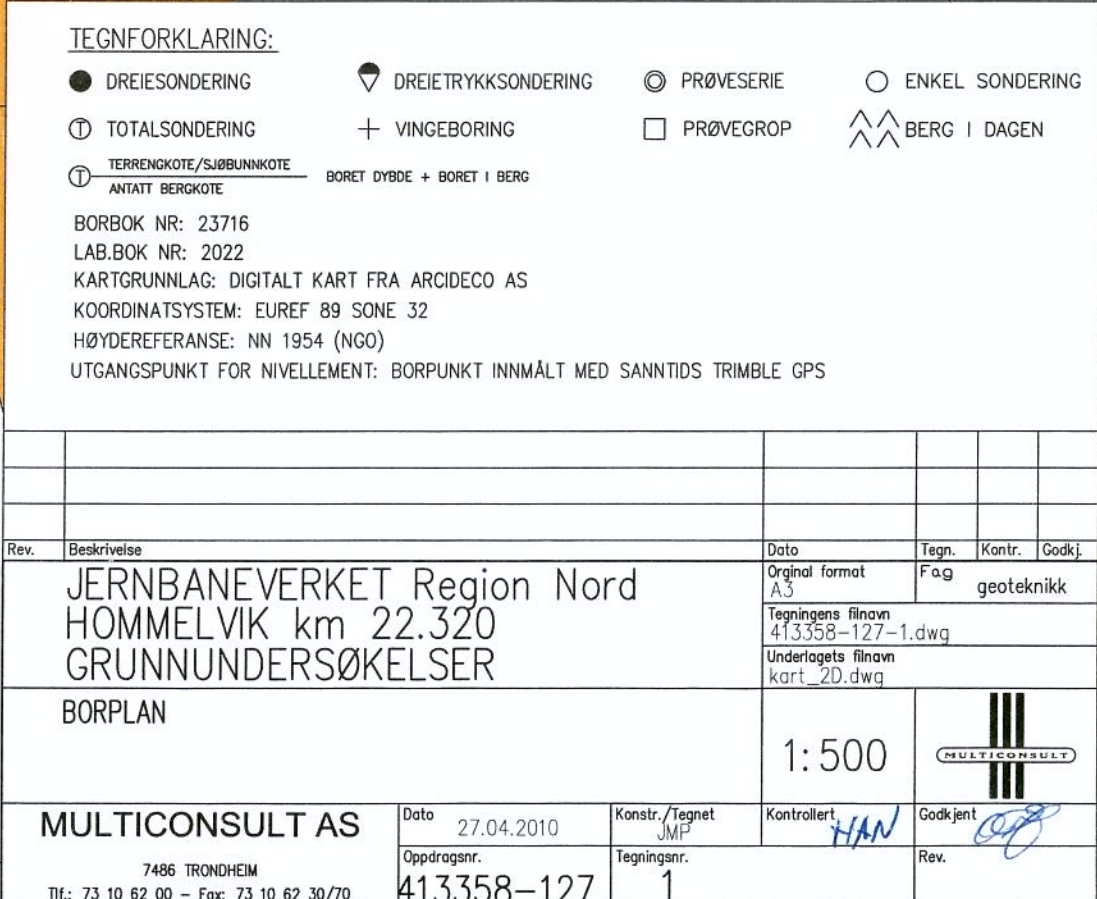 TEGNFORKLARING:
DREIESONDERING DREIETRYKKSONDERING PRØVESERIE ENKEL SONDERING
T TOTALSONDERING VINGEBORING PRØVEGROP BERG I DAGEN
T TERRENGKOTE/SJØBUNNKOTE
ANTATT BERGKOTE
BORET DYBDE + BORET I BERG
BORBOK NR: 23716
LAB.BOK NR: 2022
KARTGRUNNLAG: DIGITALT KART FRA ARCIDECO AS
KOORDINATSYSTEM: EUREF 89 SONE 32
HØYDEREFERANSE: NN 1954 (NGO)
UTGANGSPUNKT FOR NIVELLEMENT: BORPUNKT INNMÅLT MED SANNTIDS TRIMBLE GPS
Rev. Beskrivelse Dato Tegn. Kontr. Godkj.
JERNBANEVERKET Region Nord
HOMMELVIK km 22.320
GRUNNUNDERSØKELSER
Orginal format
A3
Fag
geoteknikk
Tegningens filnavn
413358-127-1.dwg
Underlagets filnavn
kart_2D.dwg
BORPLAN
1:500
MULTICONSULT
MULTICONSULT AS
7486 TRONDHEIM
Tlf.: 73 10 62 00 - Fax: 73 10 62 30/70
Dato
27.04.2010
Konstr./Tegnet
JMP
Kontrollert
HAN
Godkjent
Oppdragsnr.
413358-127
Tegningsnr.
1
Rev.